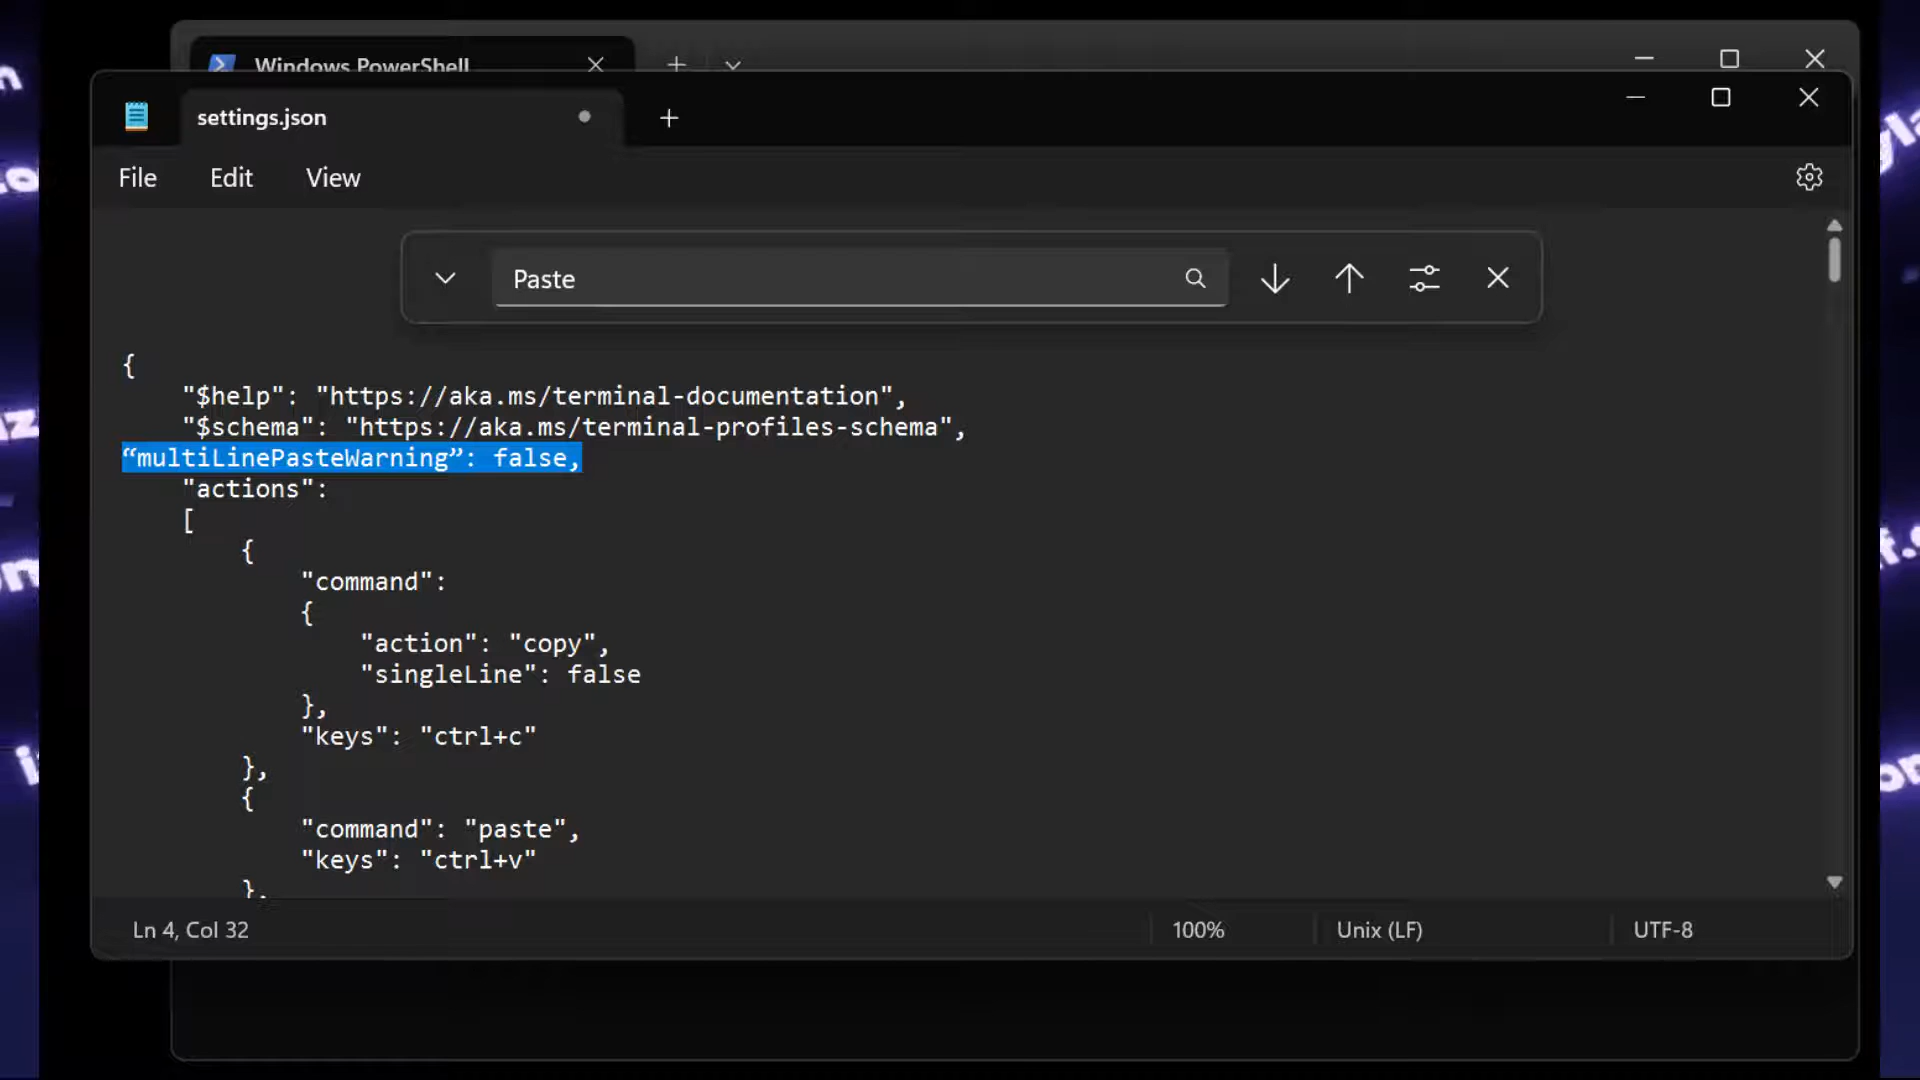 Windows PowerShell
settings.json
File Edit View
Paste
{
"$help": "https://aka.ms/terminal-documentation",
"$schema": "https://aka.ms/terminal-profiles-schema",
“multiLinePasteWarning”: false,
"actions":
[
{
"command":
{
"action": "copy",
"singleLine": false
},
"keys": "ctrl+c"
},
{
"command": "paste",
"keys": "ctrl+v"
},
Ln 4, Col 32 100% Unix (LF) UTF-8